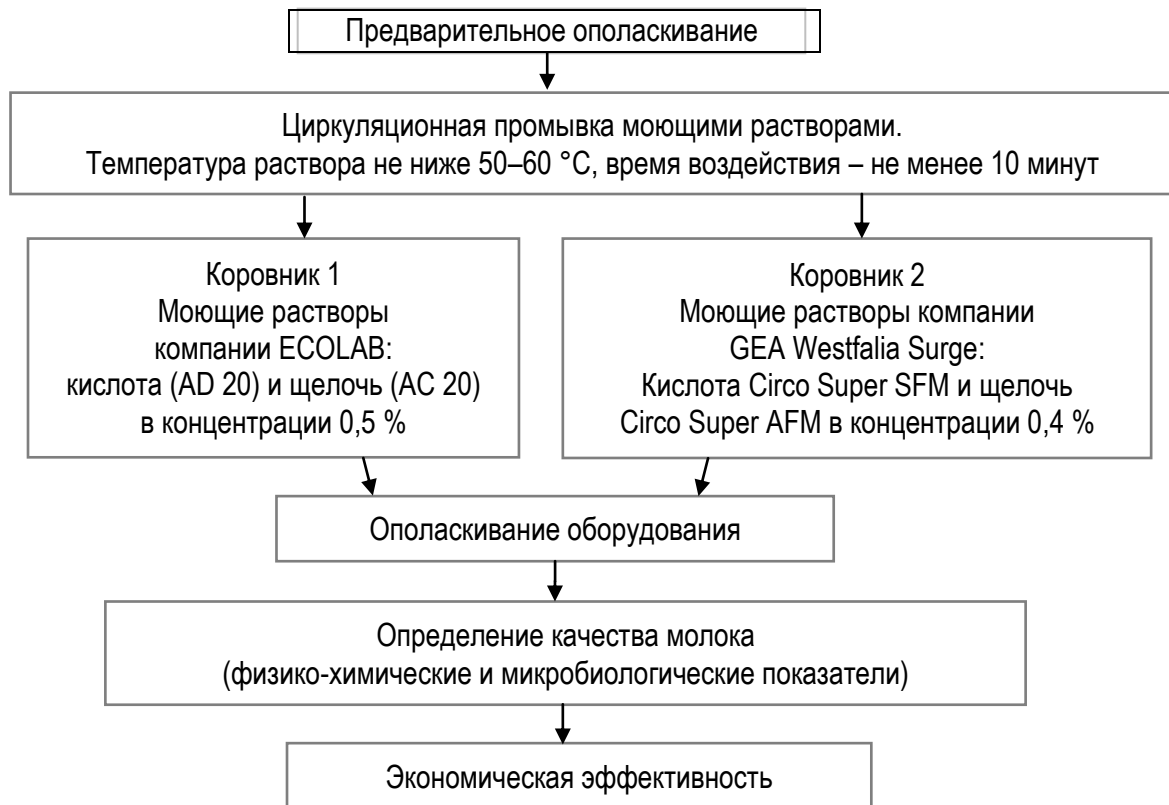 Предварительное ополаскивание
Циркуляционная промывка моющими растворами.
Температура раствора не ниже 50–60 °C, время воздействия – не менее 10 минут
Коровник 1
Моющие растворы
компании ECOLAB:
кислота (AD 20) и щелочь (AC 20)
в концентрации 0,5 %
Коровник 2
Моющие растворы компании
GEA Westfalia Surge:
Кислота Circo Super SFM и щелочь
Circo Super AFM в концентрации 0,4 %
Ополаскивание оборудования
Определение качества молока
(физико-химические и микробиологические показатели)
Экономическая эффективность